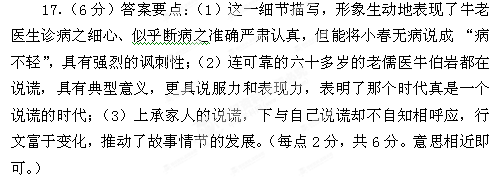 17.（6分）答案要点：（1）这一细节描写，形象生动地表现了牛老
医生诊病之细心、似乎断病之准确严肃认真，但能将小春无病说成 “病
不轻”，具有强烈的讽刺性；（2）连可靠的六十多岁的老儒医牛伯岩都在
说谎，具有典型意义，更具说服力和表现力，表明了那个时代真是一个
说谎的时代；（3）上承家人的说谎，下与自己说谎却不自知相呼应，行
文富于变化，推动了故事情节的发展。（每点2分，共6分。意思相近即
可。）